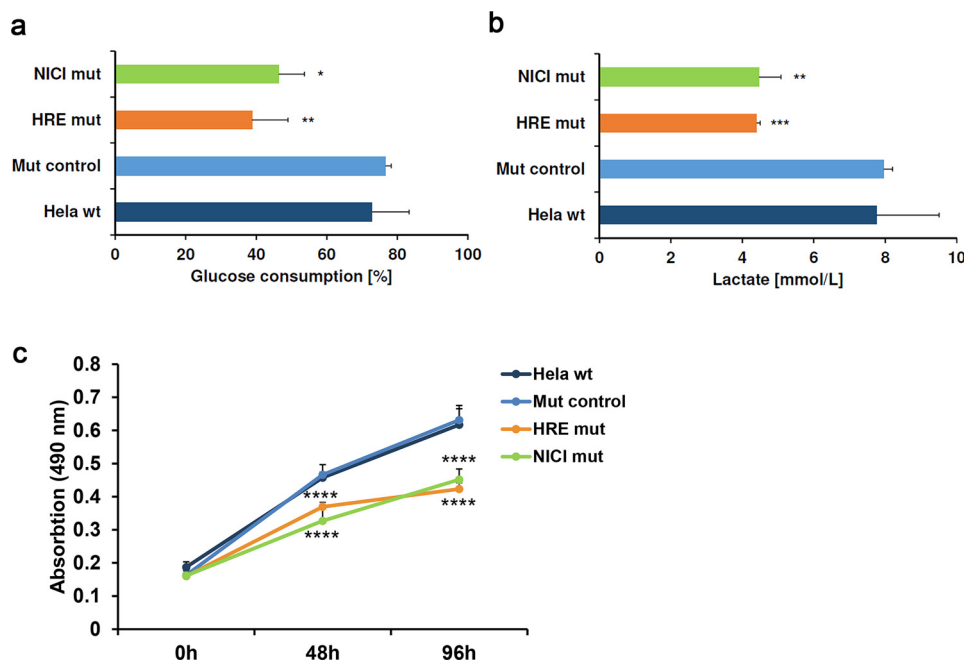 a
NICI mut
*
HRE mut
**
Mut control
Hela wt
0 20 40 60 80 100
Glucose consumption [%]
b
NICI mut
**
HRE mut
***
Mut control
Hela wt
0 2 4 6 8 10
Lactate [mmol/L]
c
Absorbtion (490 nm)
0.8
0.7
0.6
0.5
0.4
0.3
0.2
0.1
0
****
****
****
****
0h 48h 96h
Hela wt
Mut control
HRE mut
NICI mut